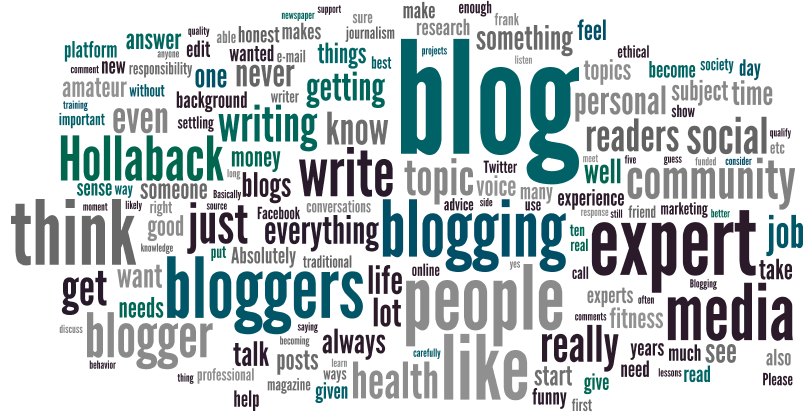 newspaper support make enough
quality able honest makes sure research frank feel
platform answer anyone edit wanted e-mail things journalism projects something ethical
comment new responsibility one never best listen topics become society day
amateur without background writer getting blog personal subject time
training important even settling writing know readers social show qualify
Hollaback money write Twitter well meet five guess funded consider etc
sense way someone long blogs topic voice many community
moment likely right Basically source Facebook conversations advice side use experience response still friend marketing better
think good just everything blogging ten expert job
knowledge put Absolutely traditional real
want get needs bloggers life online yes call Blogging take
lot people experts often media
discuss blogger saying always comments fitness
behavior talk becoming posts carefully like really years much see also
thing professional magazine learn ways health start need lessons read Please
help given funny give first